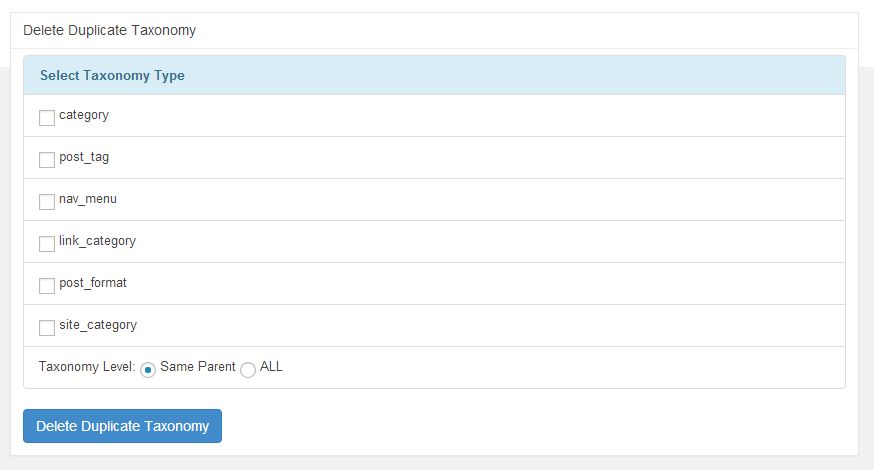 Delete Duplicate Taxonomy
Select Taxonomy Type
category
post_tag
nav_menu
link_category
post_format
site_category
Taxonomy Level: Same Parent ALL
Delete Duplicate Taxonomy